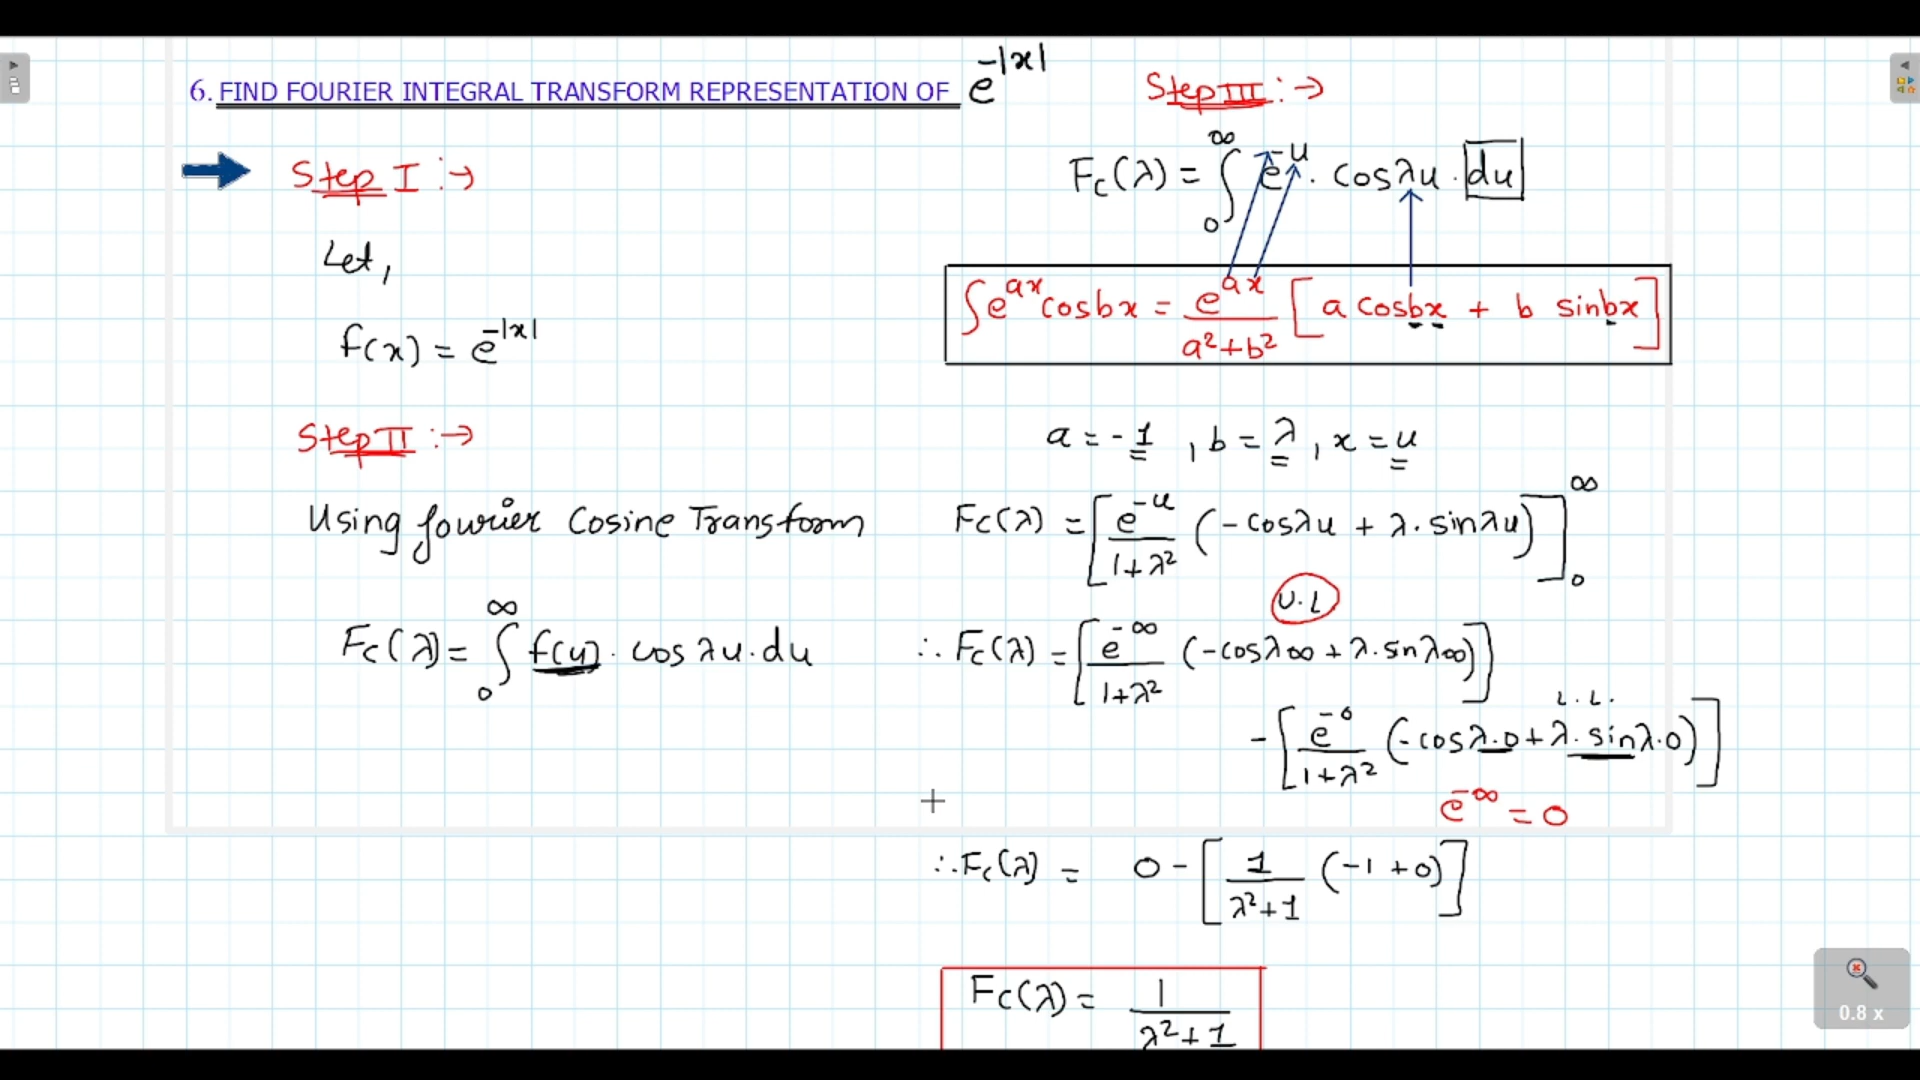 6. FIND FOURIER INTEGRAL TRANSFORM REPRESENTATION OF e^{-|x|}
Step I :→
Let,
f(x) = e^{-|x|}
Step II :→
Using fourier Cosine Transform
Fc(λ) = ∫_0^∞ f(u) · cos λu · du
Step III :→
Fc(λ) = ∫_0^∞ e^{-u} · cosλu · du
∫e^{ax} cosbx = e^{ax}/(a²+b²) [a cosbx + b sinbx]
a = -1 , b = λ , x = u
Fc(λ) = [e^{-u}/(1+λ²) (-cosλu + λ·sinλu)]_0^∞
U.L
∴ Fc(λ) = [e^{-∞}/(1+λ²) (-cosλ∞ + λ·sinλ∞)]
L.L.
- [e^{-0}/(1+λ²) (-cosλ·0 + λ·sinλ·0)]
e^{-∞} = 0
∴ Fc(λ) = 0 - [1/(λ²+1) (-1 + 0)]
Fc(λ) = 1/(λ²+1)
0.8 x